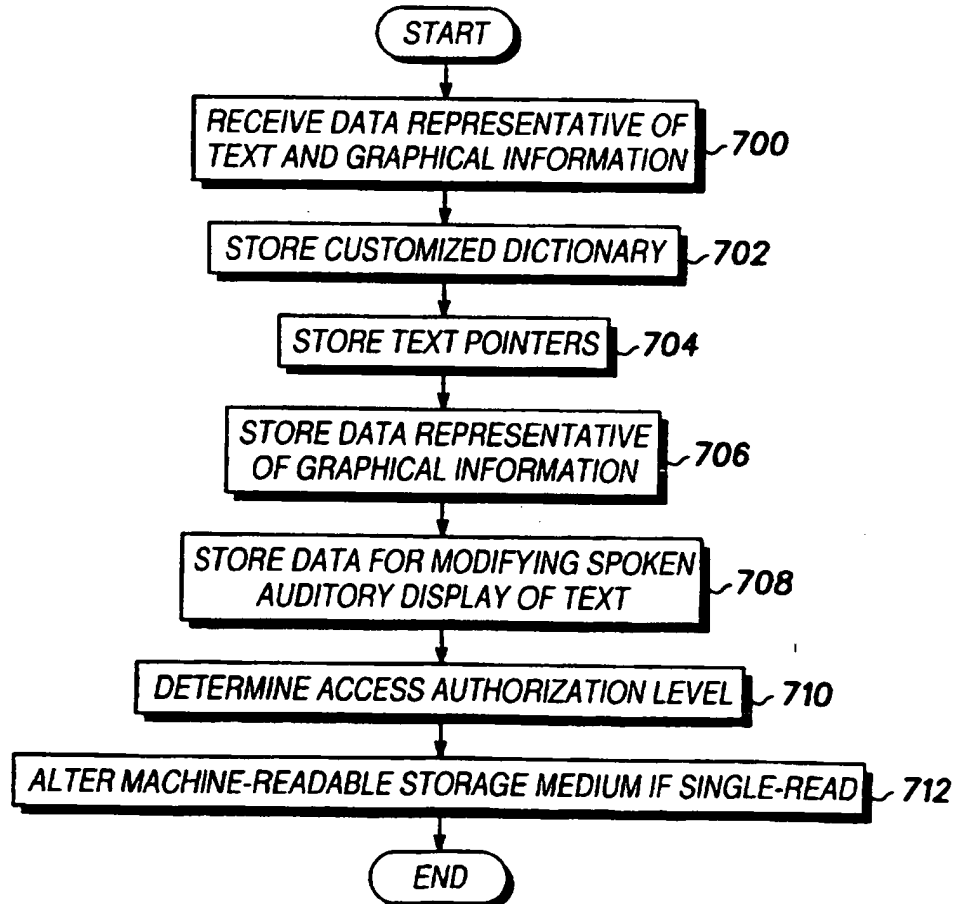 START
RECEIVE DATA REPRESENTATIVE OF
TEXT AND GRAPHICAL INFORMATION
700
STORE CUSTOMIZED DICTIONARY
702
STORE TEXT POINTERS
704
STORE DATA REPRESENTATIVE
OF GRAPHICAL INFORMATION
706
STORE DATA FOR MODIFYING SPOKEN
AUDITORY DISPLAY OF TEXT
708
DETERMINE ACCESS AUTHORIZATION LEVEL
710
ALTER MACHINE-READABLE STORAGE MEDIUM IF SINGLE-READ
712
END